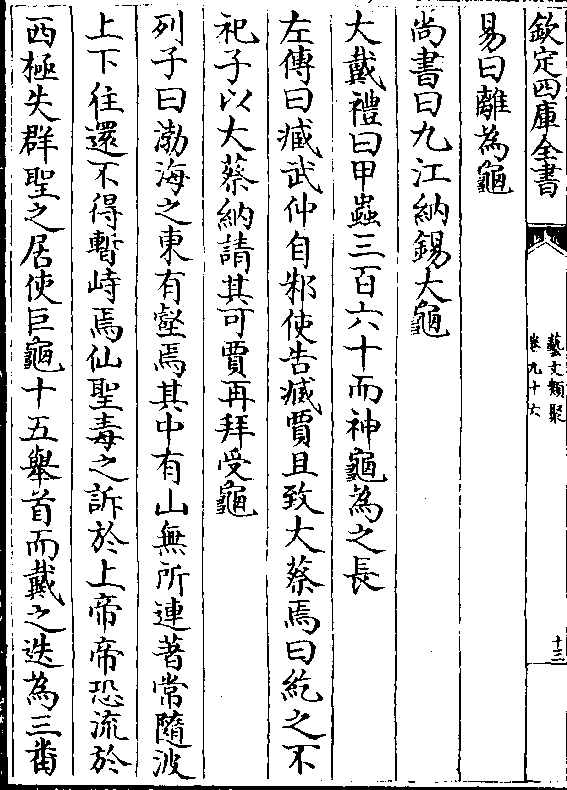 欽定四庫全書
藝文類聚
卷九十六
十三
易曰離為龜
尚書曰九江納錫大龜
大戴禮曰甲蟲三百六十而神龜為之長
左傳曰臧武仲自邾使告臧賈且致大蔡焉曰紇之不
祀子以大蔡納請其可賈再拜受龜
列子曰渤海之東有壑焉其中有山無所連著常隨波
上下往還不得暫峙焉仙聖毒之訴於上帝帝恐流於
西極失群聖之居使巨龜十五舉首而戴之迭為三番